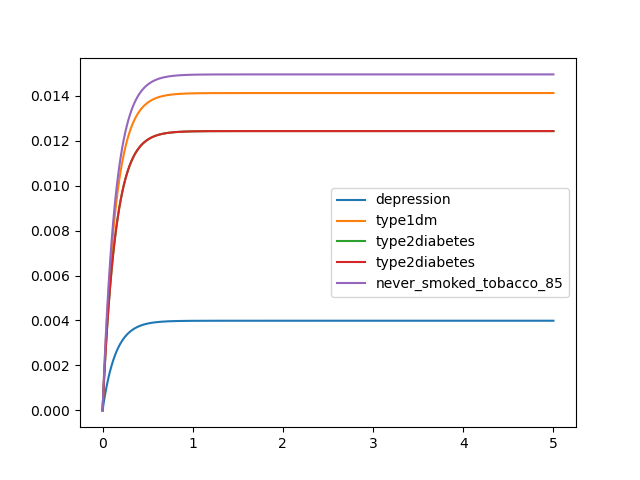 0.014
0.012
0.010
0.008
0.006
0.004
0.002
0.000
depression
type1dm
type2diabetes
type2diabetes
never_smoked_tobacco_85
0 1 2 3 4 5